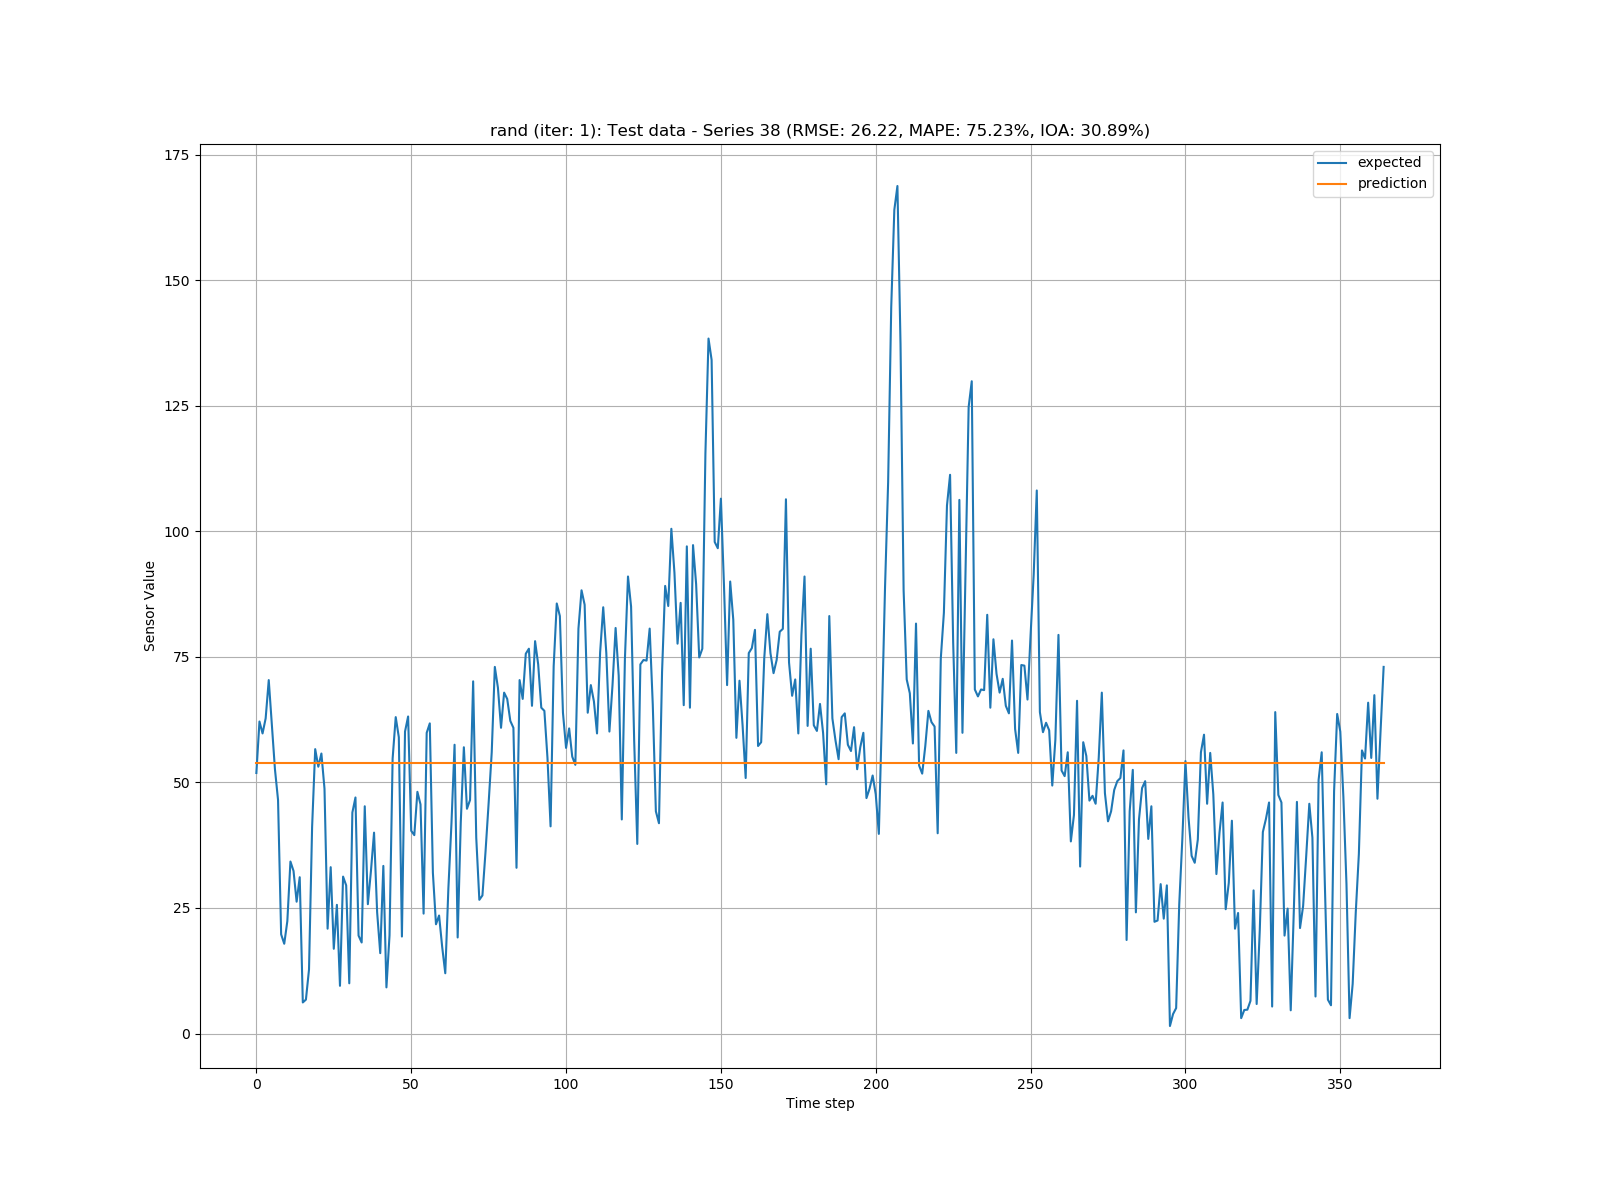 rand (iter: 1): Test data - Series 38 (RMSE: 26.22, MAPE: 75.23%, IOA: 30.89%)
expected
prediction
175
150
125
100
75
50
25
0
Sensor Value
0 50 100 150 200 250 300 350
Time step